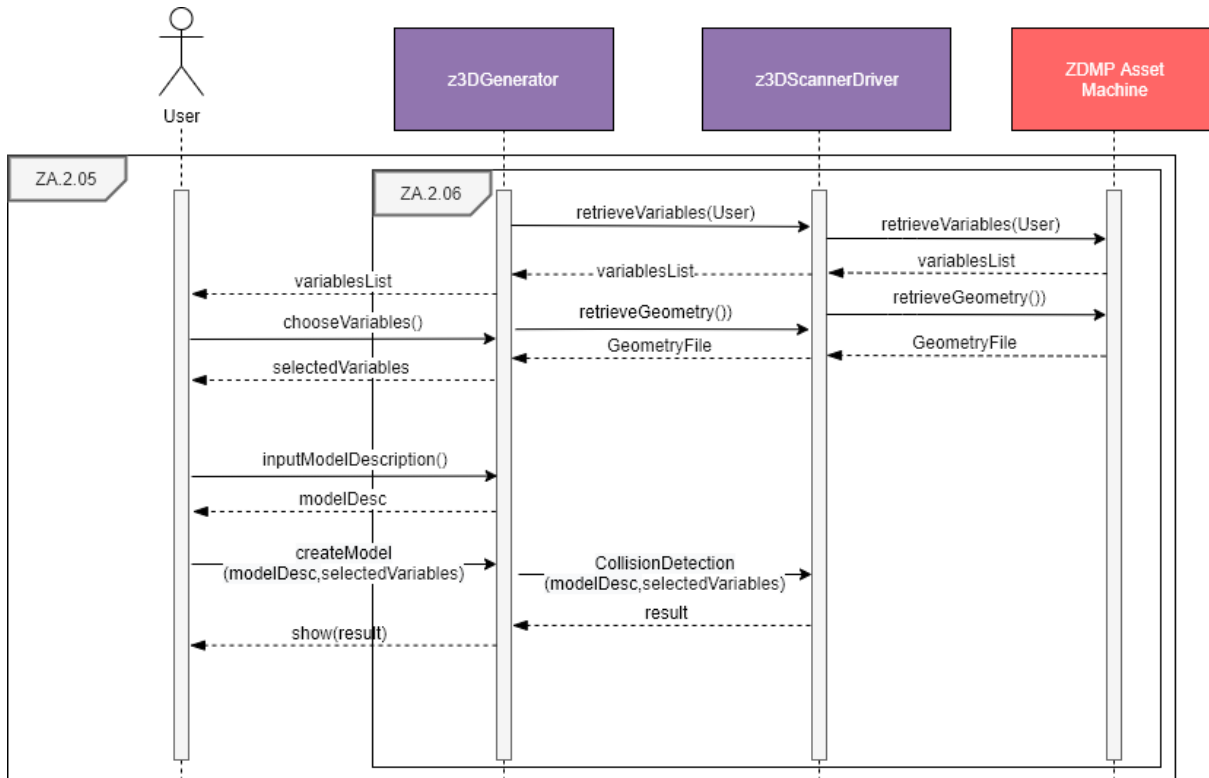 User
z3DGenerator
z3DScannerDriver
ZDMP Asset
Machine
ZA.2.05
ZA.2.06
retrieveVariables(User)
retrieveVariables(User)
variablesList
variablesList
variablesList
retrieveGeometry())
chooseVariables()
retrieveGeometry())
GeometryFile
GeometryFile
selectedVariables
inputModelDescription()
modelDesc
createModel
(modelDesc,selectedVariables)
CollisionDetection
(modelDesc,selectedVariables)
result
show(result)